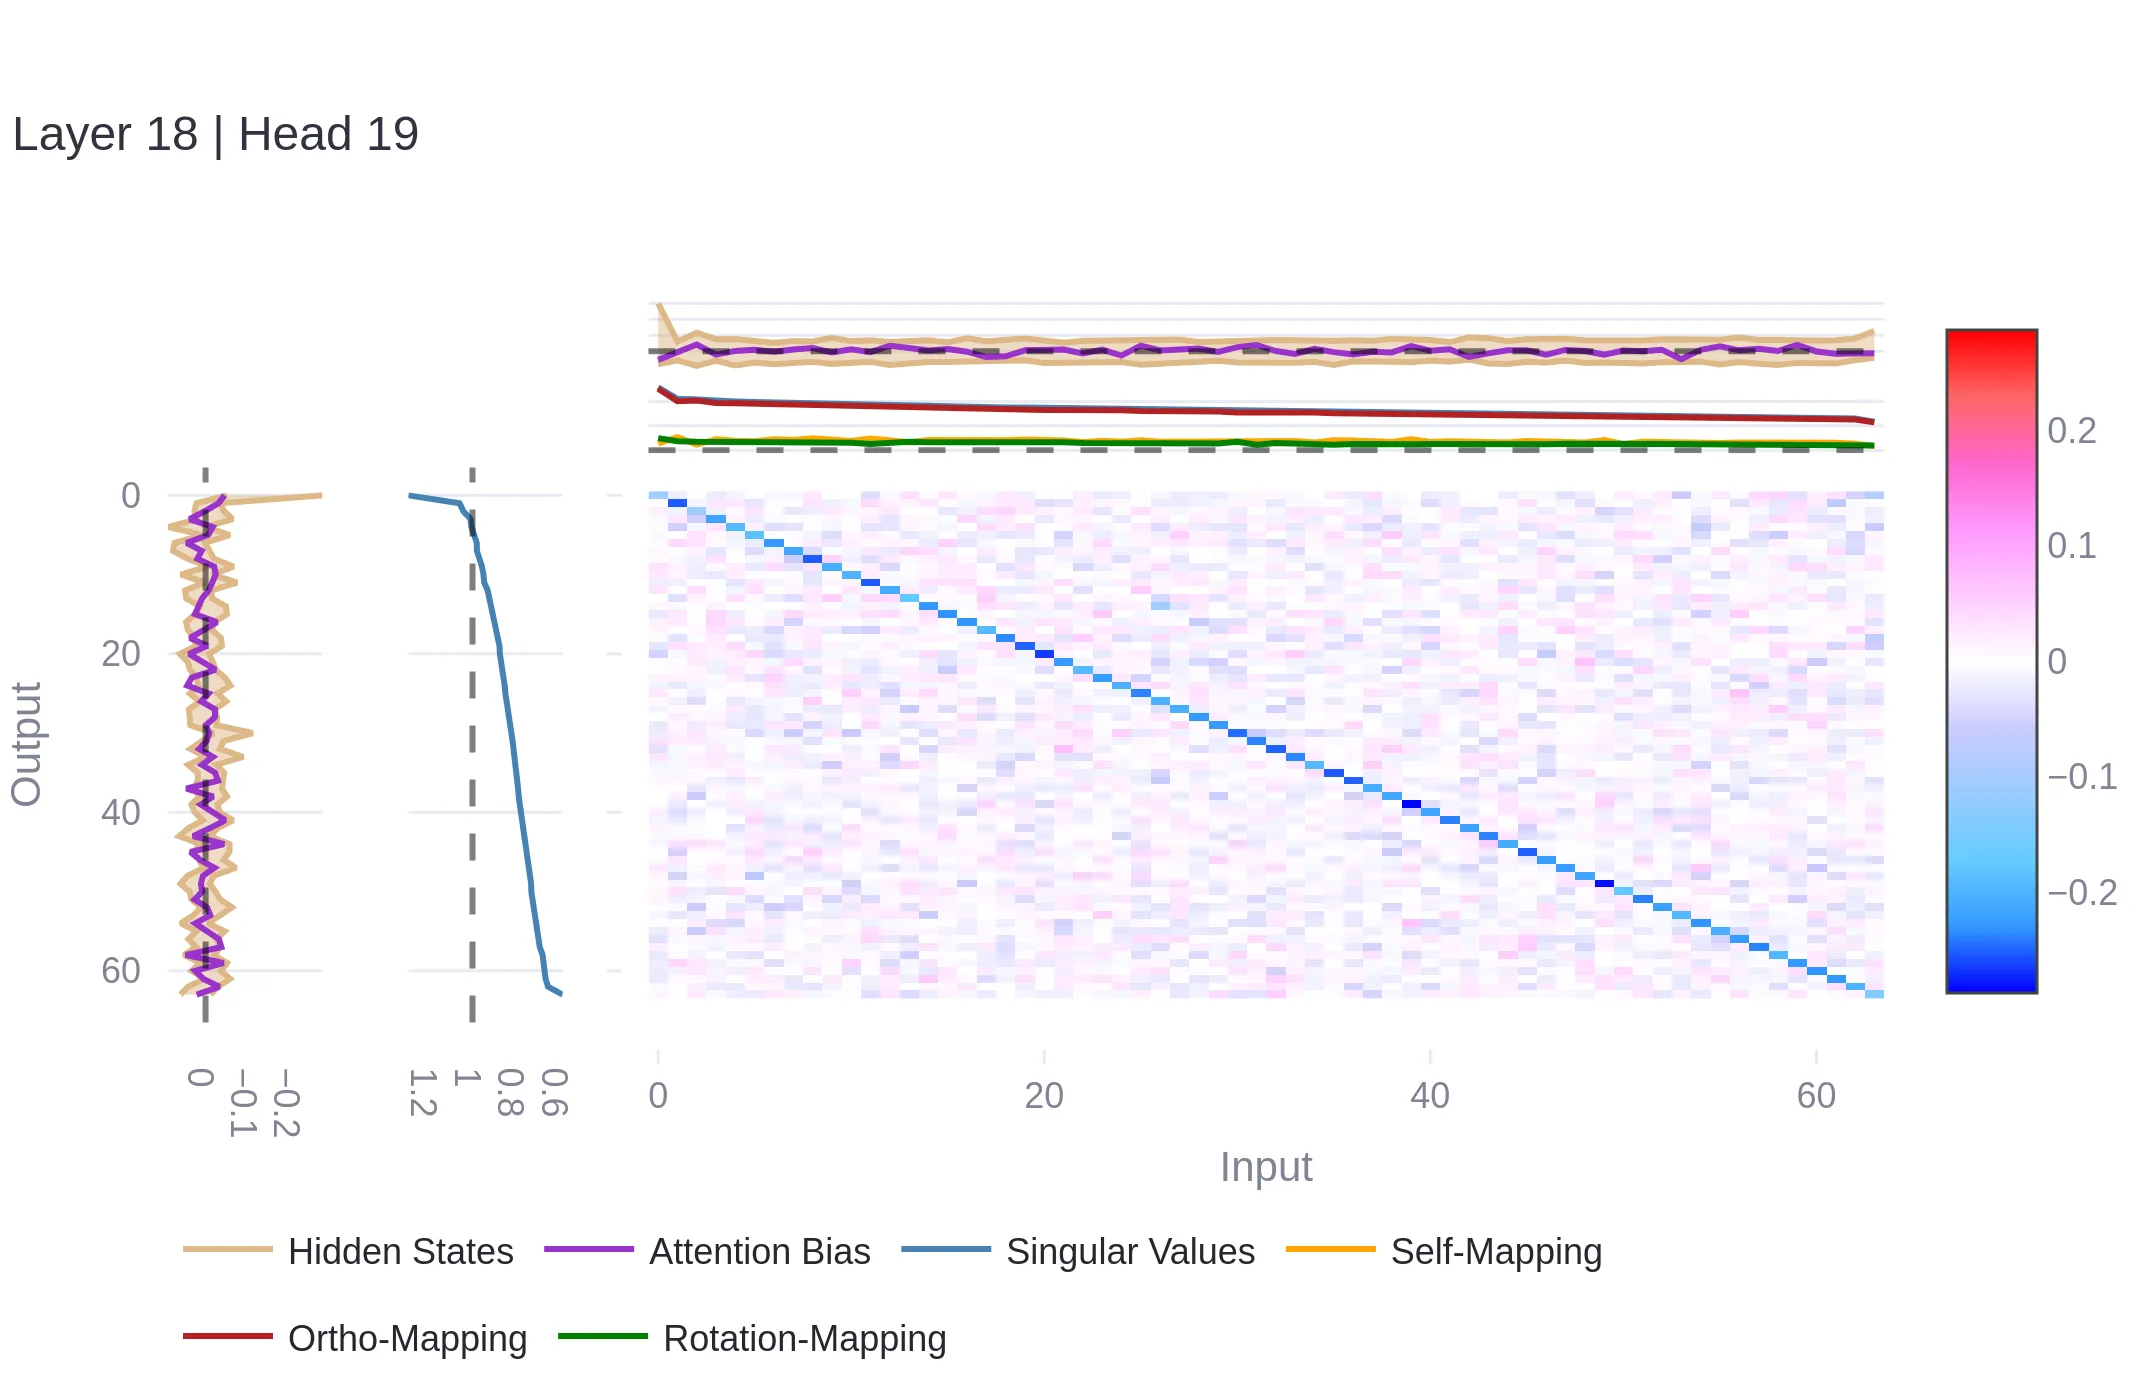 Layer 18 | Head 19
0
20
40
60
Output
0
−0.1
−0.2
1.2
1
0.8
0.6
0
20
40
60
Input
0.2
0.1
0
−0.1
−0.2
Hidden States
Attention Bias
Singular Values
Self-Mapping
Ortho-Mapping
Rotation-Mapping